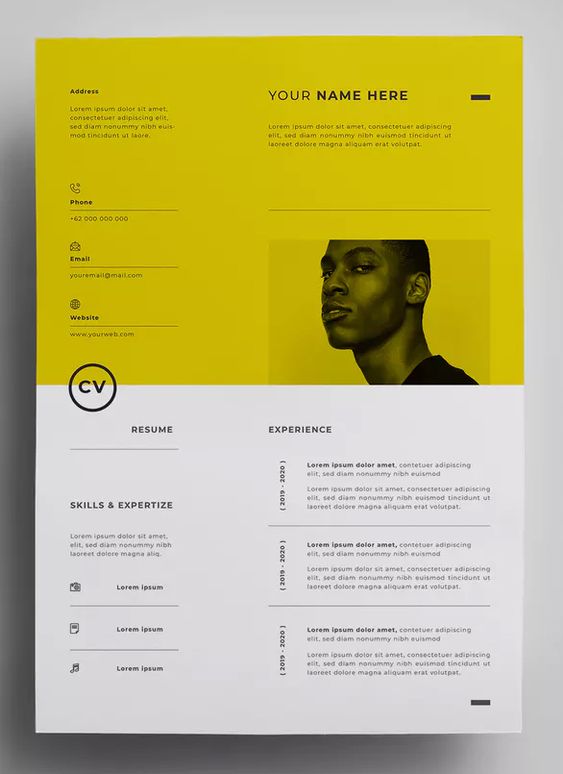 Address
Lorem ipsum dolor sit amet,
consectetuer adipiscing elit,
sed diam nonummy nibh euis-
mod tincidunt ut laore.
Phone
+62 000 000 000
Email
youremail@mail.com
Website
www.yourweb.com
YOUR NAME HERE
Lorem ipsum dolor sit amet, consectetuer adipiscing
elit, sed diam nonummy nibh euismod tincidunt ut
laoreet dolore magna aliquam erat volutpat.
CV
RESUME
SKILLS & EXPERTIZE
Lorem ipsum dolor sit amet,
elit, sed diam nonummy nibh
laoreet dolore magna aliq.
Lorem ipsum
Lorem ipsum
Lorem ipsum
EXPERIENCE
( 2019 - 2020 )
Lorem ipsum dolor amet, contetuer adipiscing
elit, sed diam nonummy nibh euismod
Lorem ipsum dolor sit amet, consectetuer adipiscing
elit, sed diam nonummy nibh euismod tincidunt ut
laoreet dolore magna aliquam erat volutpat.
( 2019 - 2020 )
Lorem ipsum dolor amet, contetuer adipiscing
elit, sed diam nonummy nibh euismod
Lorem ipsum dolor sit amet, consectetuer adipiscing
elit, sed diam nonummy nibh euismod tincidunt ut
laoreet dolore magna aliquam erat volutpat.
( 2019 - 2020 )
Lorem ipsum dolor amet, contetuer adipiscing
elit, sed diam nonummy nibh euismod
Lorem ipsum dolor sit amet, consectetuer adipiscing
elit, sed diam nonummy nibh euismod tincidunt ut
laoreet dolore magna aliquam erat volutpat.